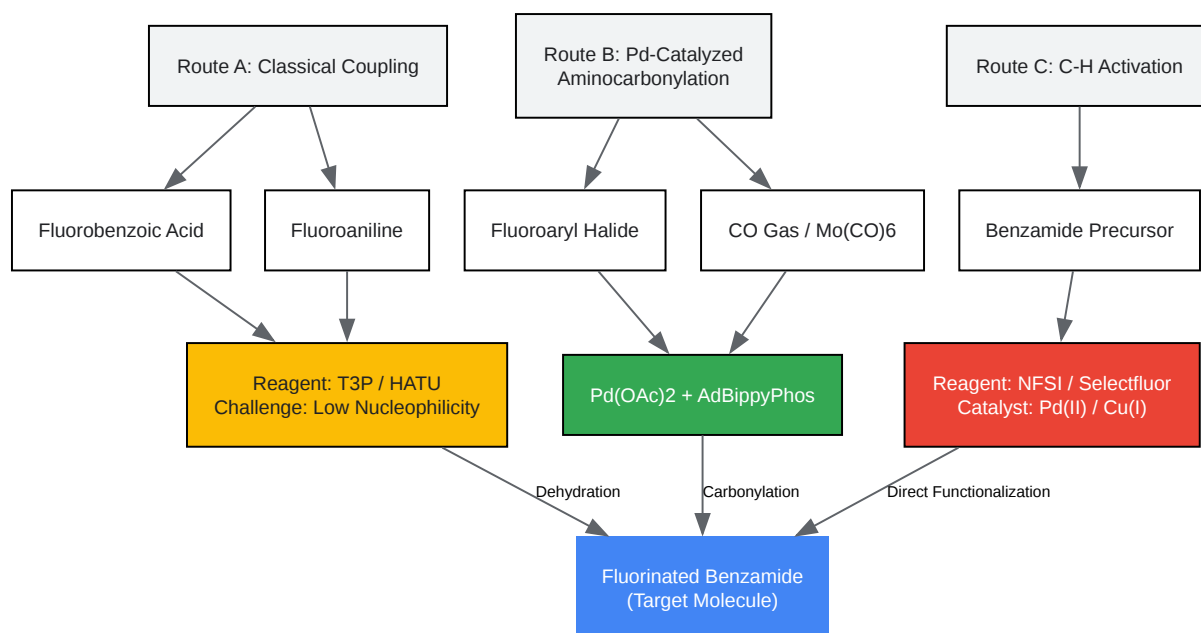 Route A: Classical Coupling
Route B: Pd-Catalyzed
Aminocarbonylation
Route C: C-H Activation
Fluorobenzoic Acid
Fluoroaniline
Fluoroaryl Halide
CO Gas / Mo(CO)6
Benzamide Precursor
Reagent: T3P / HATU
Challenge: Low Nucleophilicity
Pd(OAc)2 + AdBippyPhos
Reagent: NFSI / Selectfluor
Catalyst: Pd(II) / Cu(I)
Dehydration
Carbonylation
Direct Functionalization
Fluorinated Benzamide
(Target Molecule)